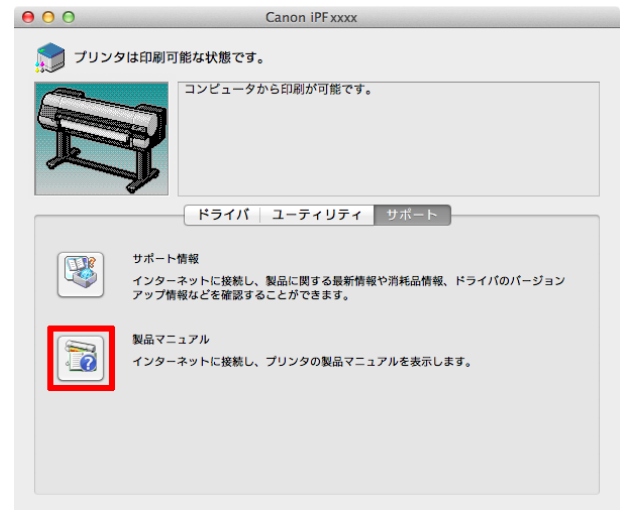 Canon iPFxxxx
プリンタは印刷可能な状態です。
コンピュータから印刷が可能です。
ドライバ ユーティリティ サポート
サポート情報
インターネットに接続し、製品に関する最新情報や消耗品情報、ドライバのバージョン
アップ情報などを確認することができます。
製品マニュアル
インターネットに接続し、プリンタの製品マニュアルを表示します。